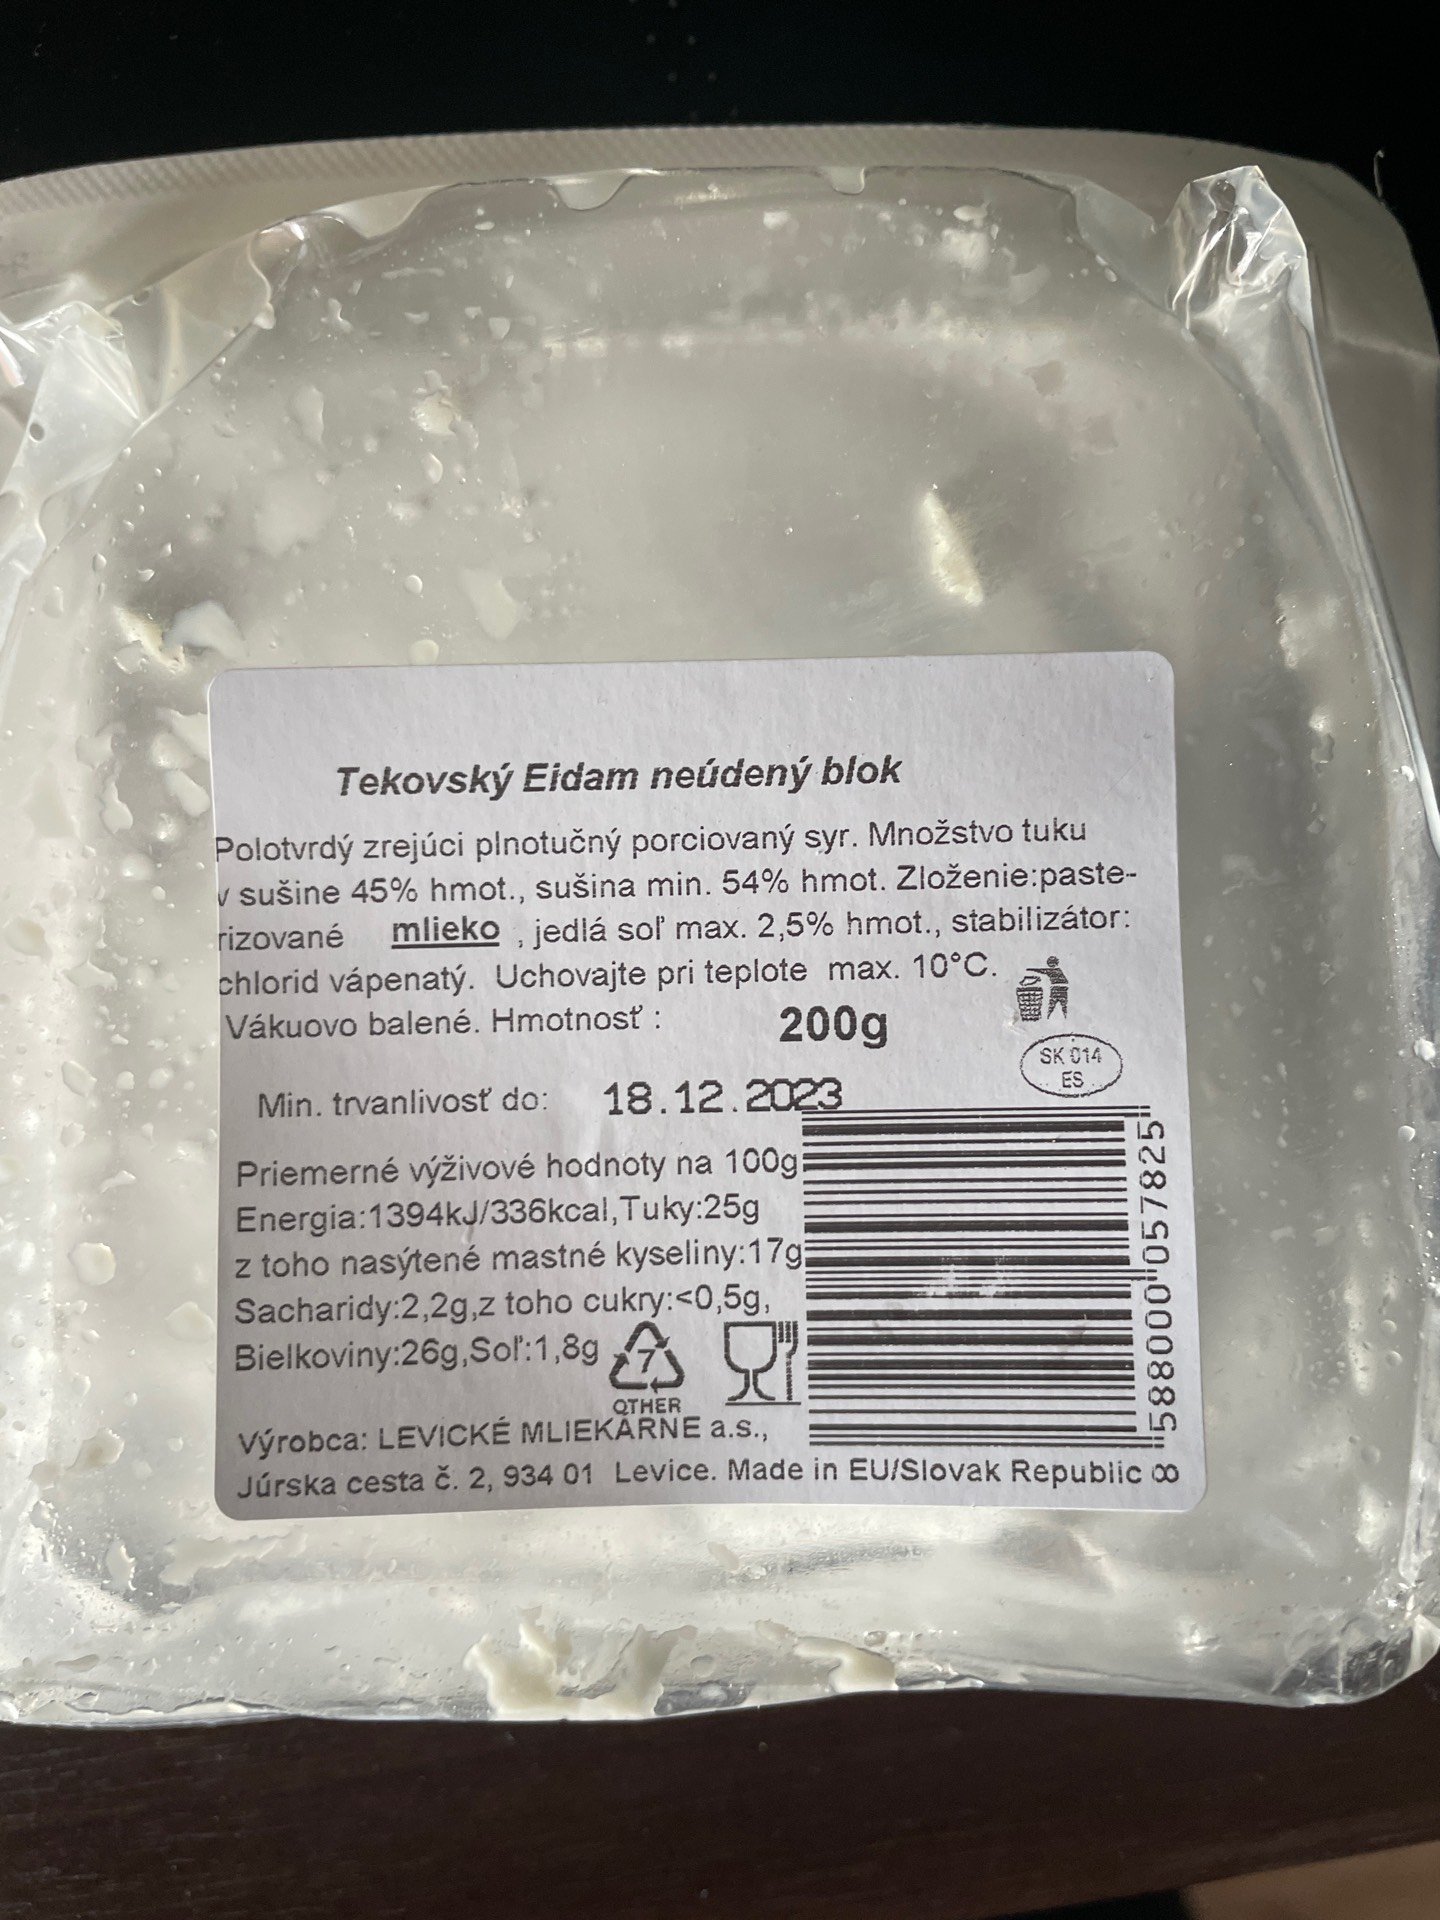 Tekovský Eidam neúdený blok
Polotvrdý zrejúci plnotučný porciovaný syr. Množstvo tuku
v sušine 45% hmot., sušina min. 54% hmot. Zloženie:paste-
rizované mlieko , jedlá soľ max. 2,5% hmot., stabilizátor:
chlorid vápenatý. Uchovajte pri teplote max. 10°C.
Vákuovo balené. Hmotnosť : 200g
SK 014
ES
Min. trvanlivosť do: 18.12.2023
Priemerné výživové hodnoty na 100g
Energia:1394kJ/336kcal,Tuky:25g
z toho nasýtené mastné kyseliny:17g
Sacharidy:2,2g,z toho cukry:<0,5g,
Bielkoviny:26g,Soľ:1,8g
7
OTHER
Výrobca: LEVICKÉ MLIEKARNE a.s.,
Júrska cesta č. 2, 934 01 Levice. Made in EU/Slovak Republic
8 588000 057825